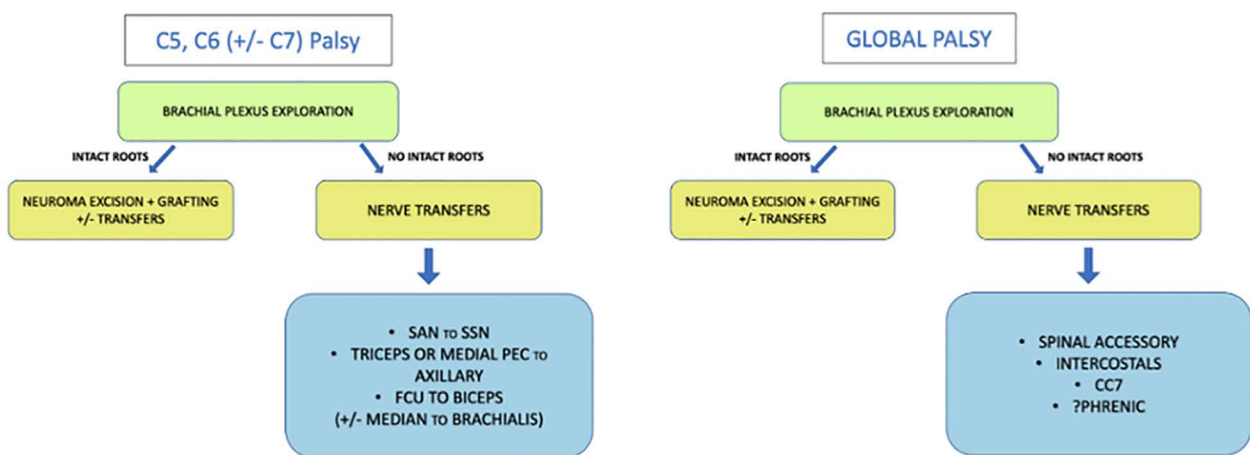 C5, C6 (+/- C7) Palsy
BRACHIAL PLEXUS EXPLORATION
INTACT ROOTS
NO INTACT ROOTS
NEUROMA EXCISION + GRAFTING
+/- TRANSFERS
NERVE TRANSFERS
• SAN TO SSN
• TRICEPS OR MEDIAL PEC TO
AXILLARY
• FCU TO BICEPS
(+/- MEDIAN TO BRACHIALIS)
GLOBAL PALSY
BRACHIAL PLEXUS EXPLORATION
INTACT ROOTS
NO INTACT ROOTS
NEUROMA EXCISION + GRAFTING
+/- TRANSFERS
NERVE TRANSFERS
• SPINAL ACCESSORY
• INTERCOSTALS
• CC7
• ?PHRENIC